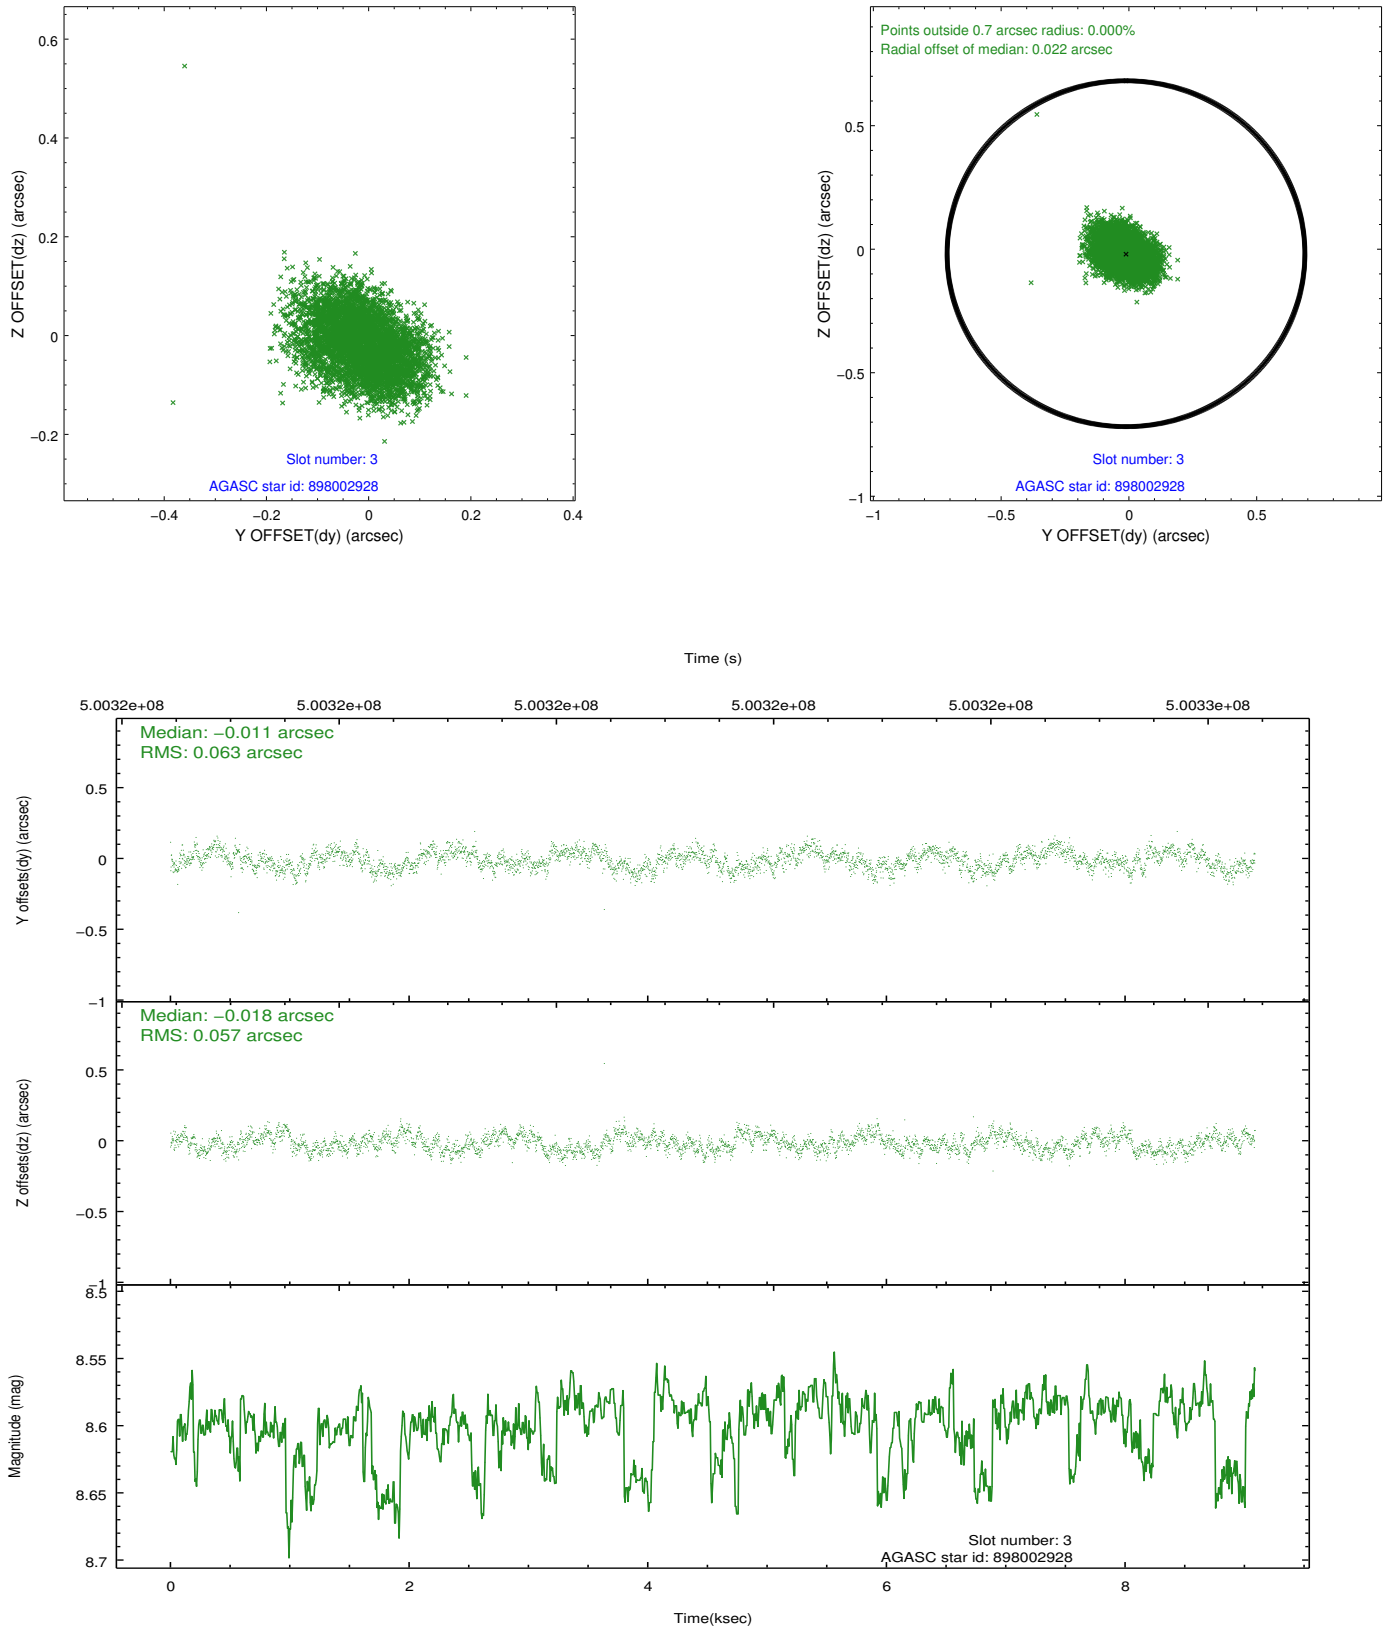 0.6
0.4
0.2
0
−0.2
Z OFFSET(dz) (arcsec)
Slot number: 3
AGASC star id: 898002928
−0.4
−0.2
0
0.2
0.4
Y OFFSET(dy) (arcsec)
Points outside 0.7 arcsec radius: 0.000%
Radial offset of median: 0.022 arcsec
0.5
0
−0.5
−1
Z OFFSET(dz) (arcsec)
Slot number: 3
AGASC star id: 898002928
−1
−0.5
0
0.5
Y OFFSET(dy) (arcsec)
Time (s)
5.0032e+08
5.0032e+08
5.0032e+08
5.0032e+08
5.0032e+08
5.0033e+08
Median: −0.011 arcsec
RMS: 0.063 arcsec
0.5
0
−0.5
−1
Y offsets(dy) (arcsec)
Median: −0.018 arcsec
RMS: 0.057 arcsec
0.5
0
−0.5
−1
Z offsets(dz) (arcsec)
8.5
8.55
8.6
8.65
8.7
Magnitude (mag)
Slot number: 3
AGASC star id: 898002928
0
2
4
6
8
Time(ksec)